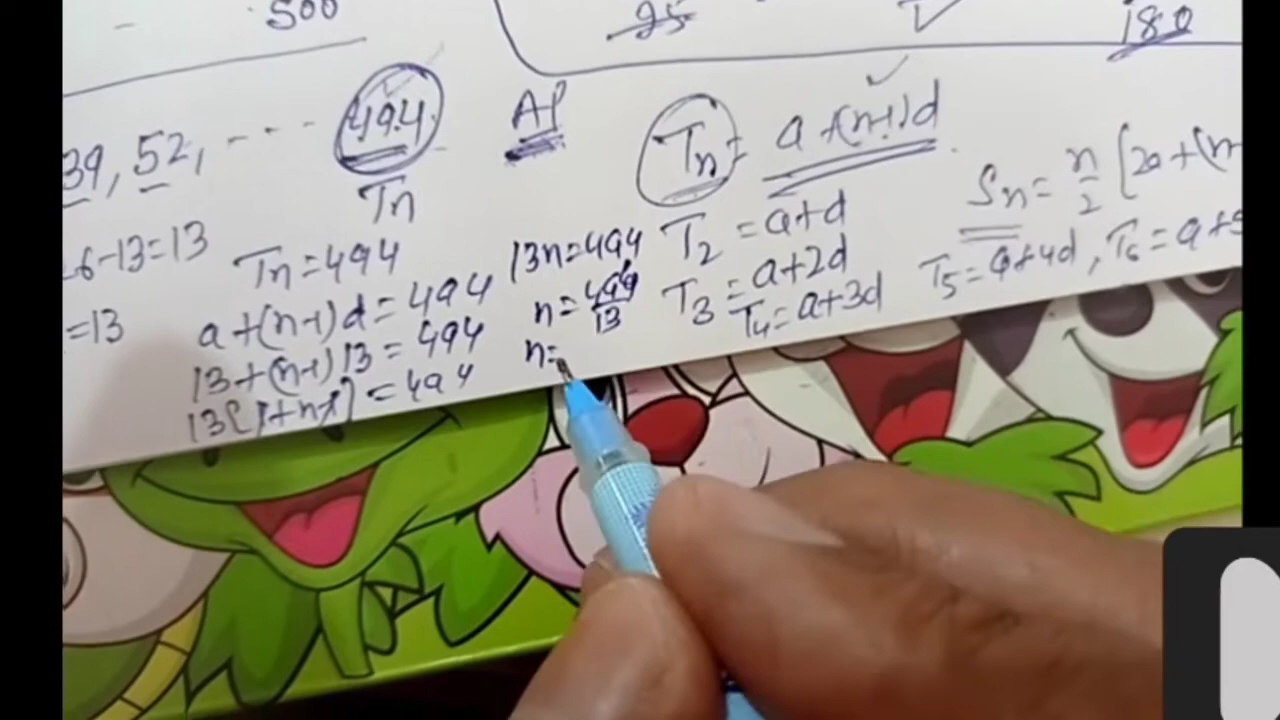 500
25
180
39, 52, ---- 494
AP
Tn = a+(n-1)d
Tn
Sn = n/2 [2a+(n-
-6-13=13
=13
Tn=494
a+(n-1)d=494
13+(n-1)13=494
13[1+n-1]=494
13n=494
n=494/13
n=
T2=a+d
T3=a+2d
T4=a+3d
T5=a+4d, T6=a+5